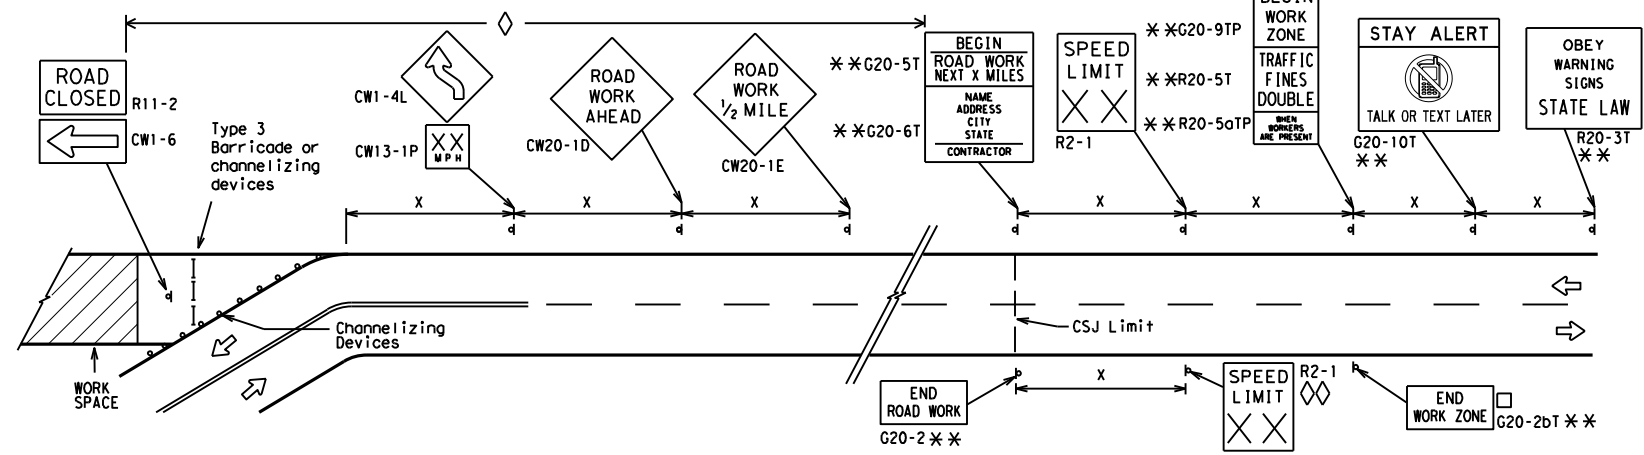 ROAD
CLOSED
R11-2
CW1-6
Type 3
Barricade or
channelizing
devices
CW1-4L
XX
MPH
CW13-1P
ROAD
WORK
AHEAD
CW20-1D
ROAD
WORK
1/2 MILE
CW20-1E
**G20-5T
BEGIN
ROAD WORK
NEXT X MILES
**G20-6T
NAME
ADDRESS
CITY
STATE
CONTRACTOR
SPEED
LIMIT
XX
R2-1
**G20-9TP
BEGIN
WORK
ZONE
**R20-5T
TRAFFIC
FINES
DOUBLE
**R20-5aTP
WHEN
WORKERS
ARE PRESENT
STAY ALERT
TALK OR TEXT LATER
G20-10T
**
OBEY
WARNING
SIGNS
STATE LAW
R20-3T
**
X
X
X
X
X
X
X
Channelizing
Devices
CSJ Limit
WORK
SPACE
END
ROAD WORK
G20-2**
X
SPEED
LIMIT
XX
R2-1
END
WORK ZONE
G20-2bT **